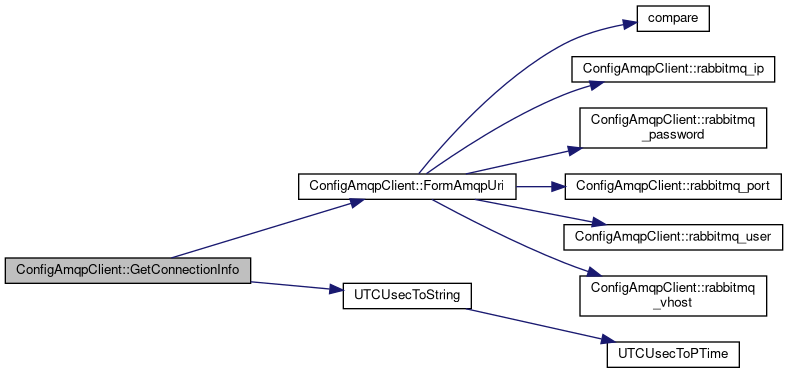 compare
ConfigAmqpClient::rabbitmq_ip
ConfigAmqpClient::rabbitmq
_password
ConfigAmqpClient::FormAmqpUri
ConfigAmqpClient::rabbitmq_port
ConfigAmqpClient::rabbitmq_user
ConfigAmqpClient::GetConnectionInfo
ConfigAmqpClient::rabbitmq
_vhost
UTCUsecToString
UTCUsecToPTime